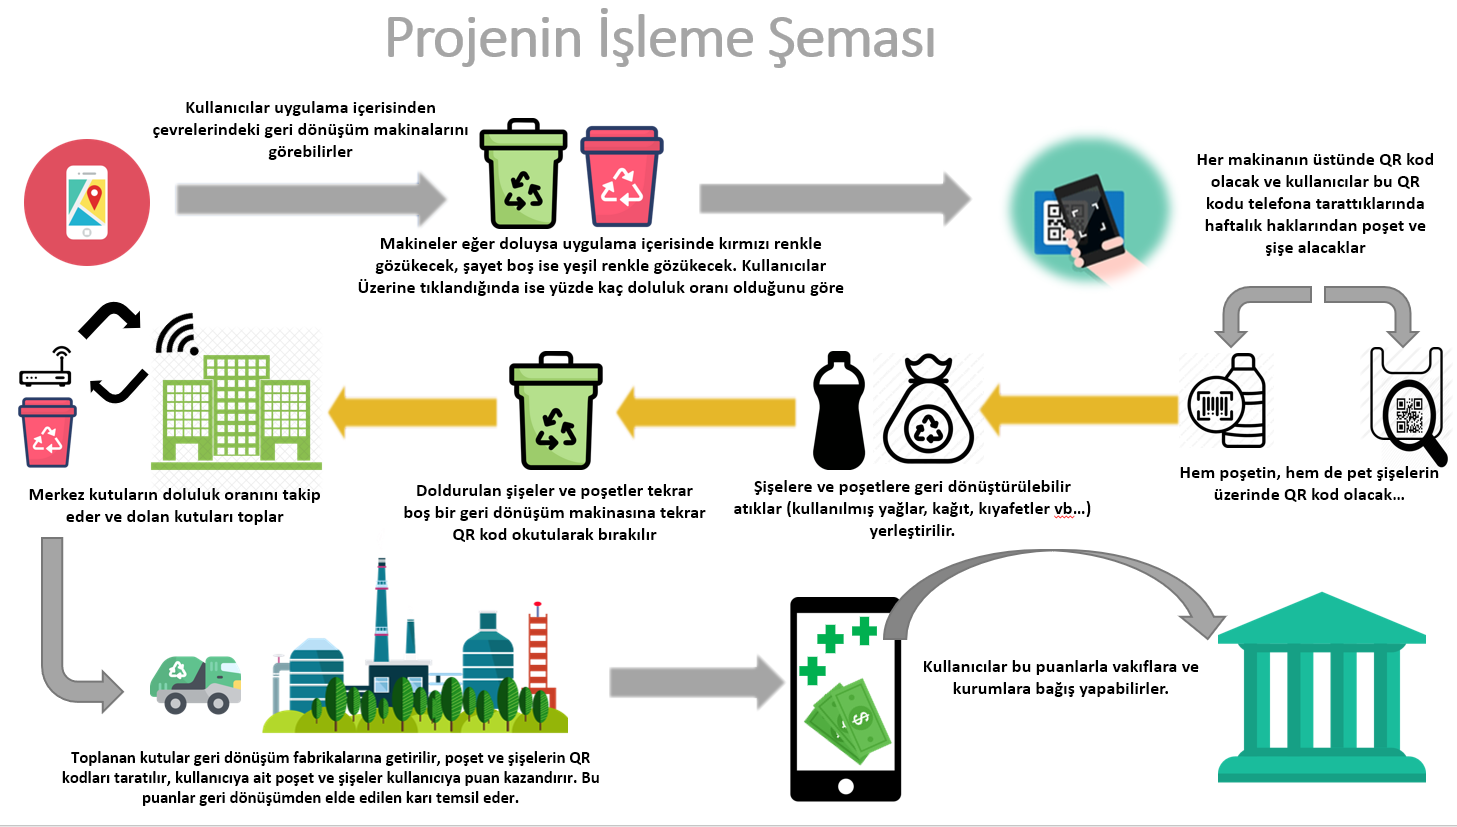 Projenin İşleme Şeması
Kullanıcılar uygulama içerisinden
çevrelerindeki geri dönüşüm makinalarını
görebilirler
Makineler eğer doluysa uygulama içerisinde kırmızı renkle
gözükecek, şayet boş ise yeşil renkle gözükecek. Kullanıcılar
Üzerine tıklandığında ise yüzde kaç doluluk oranı olduğunu göre
Her makinanın üstünde QR kod
olacak ve kullanıcılar bu QR
kodu telefona tarattıklarında
haftalık haklarından poşet ve
şişe alacaklar
Hem poşetin, hem de pet şişelerin
üzerinde QR kod olacak...
Şişelere ve poşetlere geri dönüştürülebilir
atıklar (kullanılmış yağlar, kağıt, kıyafetler vb...)
yerleştirilir.
Doldurulan şişeler ve poşetler tekrar
boş bir geri dönüşüm makinasına tekrar
QR kod okutularak bırakılır
Merkez kutuların doluluk oranını takip
eder ve dolan kutuları toplar
Toplanan kutular geri dönüşüm fabrikalarına getirilir, poşet ve şişelerin QR
kodları taratılır, kullanıcıya ait poşet ve şişeler kullanıcıya puan kazandırır. Bu
puanlar geri dönüşümden elde edilen karı temsil eder.
Kullanıcılar bu puanlarla vakıflara ve
kurumlara bağış yapabilirler.